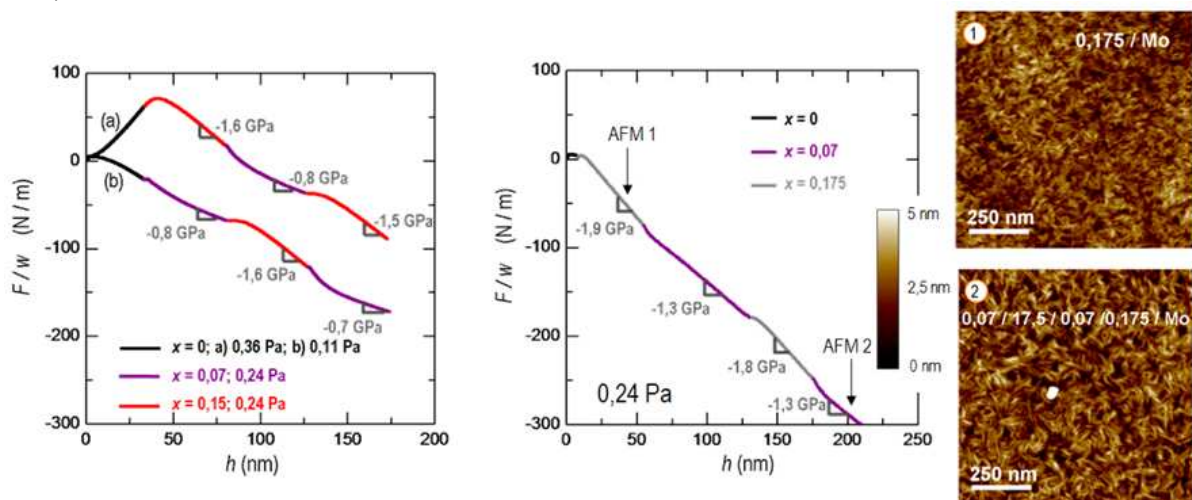 100
0
-100
-200
-300
F / w (N / m)
(a)
(b)
-1,6 GPa
-0,8 GPa
-1,5 GPa
-0,8 GPa
-1,6 GPa
-0,7 GPa
x = 0; a) 0,36 Pa; b) 0,11 Pa
x = 0,07; 0,24 Pa
x = 0,15; 0,24 Pa
0 50 100 150 200
h (nm)
100
0
-100
-200
-300
F / w (N / m)
x = 0
x = 0,07
x = 0,175
AFM 1
-1,9 GPa
-1,3 GPa
-1,8 GPa
AFM 2
-1,3 GPa
0,24 Pa
0 50 100 150 200 250
h (nm)
5 nm
2,5 nm
0 nm
1
0,175 / Mo
250 nm
2
0,07 / 17,5 / 0,07 /0,175 / Mo
250 nm